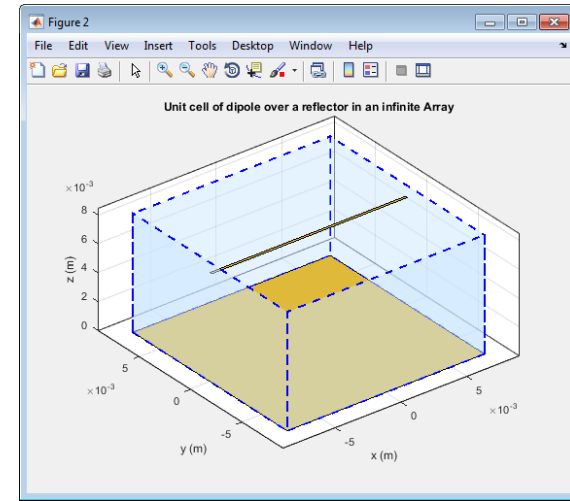 Figure 2
File Edit View Insert Tools Desktop Window Help
Unit cell of dipole over a reflector in an infinite Array
×10⁻³
8
6
4
2
0
z (m)
5
0
-5
×10⁻³
y (m)
-5
0
5
×10⁻³
x (m)